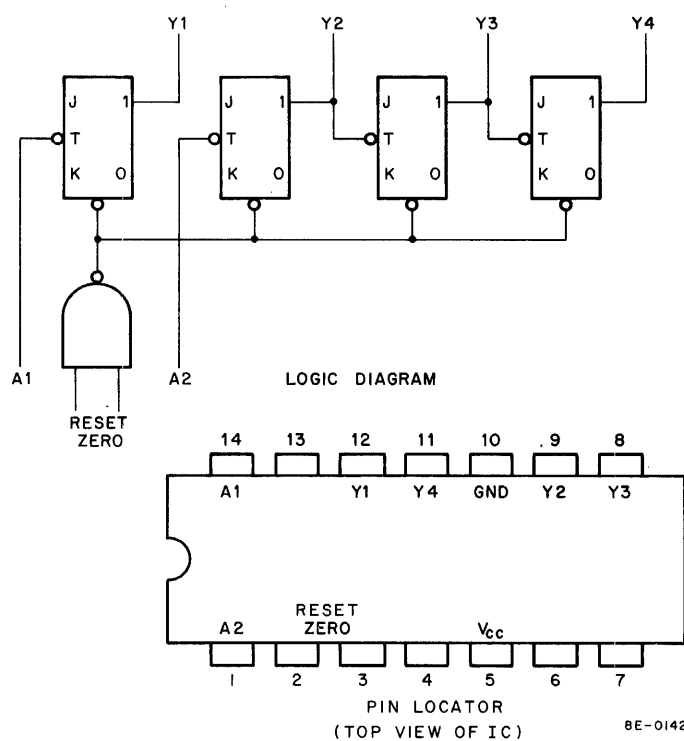 Y1 Y2 Y3 Y4
J 1 J 1 J 1 J 1
T T T T
K 0 K 0 K 0 K 0
A1 A2 LOGIC DIAGRAM
RESET
ZERO
14 13 12 11 10 9 8
A1 Y1 Y4 GND Y2 Y3
RESET
A2 ZERO VCC
1 2 3 4 5 6 7
PIN LOCATOR
(TOP VIEW OF IC)
8E-0142